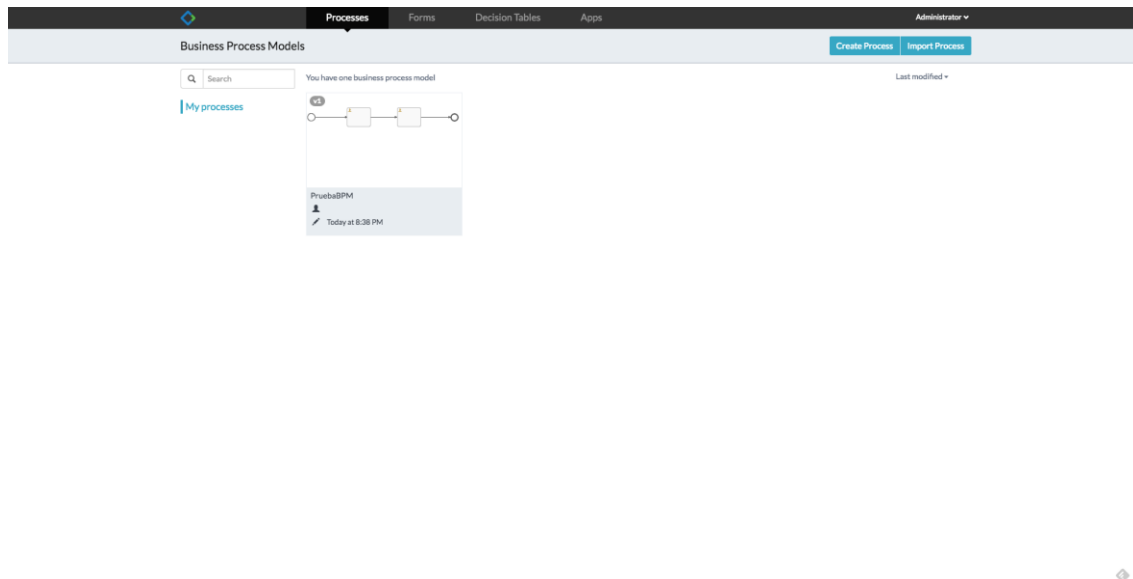 Processes Forms Decision Tables Apps Administrator
Business Process Models Create Process Import Process
Search You have one business process model Last modified
My processes
v1
PruebaBPM
Today at 8:38 PM